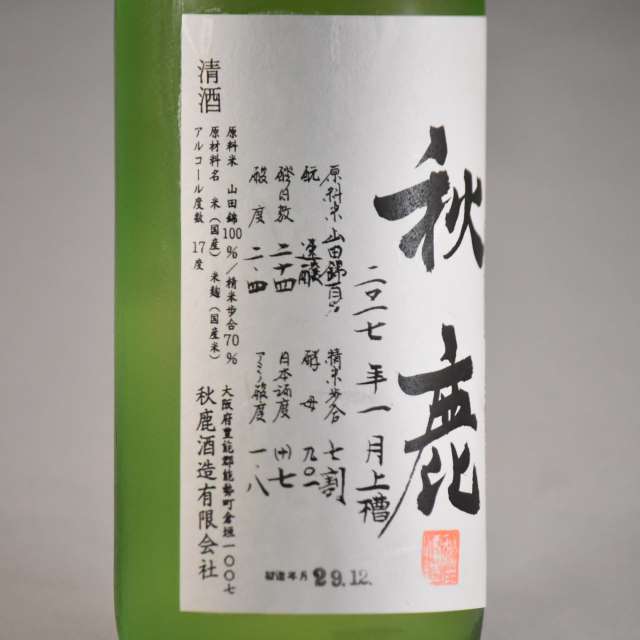 秋鹿
二〇一七年一月上槽
原料米 山田錦百% 精米歩合 七割
酛 速醸 酵母 九〇一
醪日数 二十四 日本酒度 (+)七
酸度 二.四 アミノ酸度 一.八
製造年月 29.12.
原料米 山田錦100%/精米歩合70%
原材料名 米(国産) 米麹(国産米)
アルコール度数 17度
清酒
大阪府豊能郡能勢町倉垣一〇〇七
秋鹿酒造有限会社